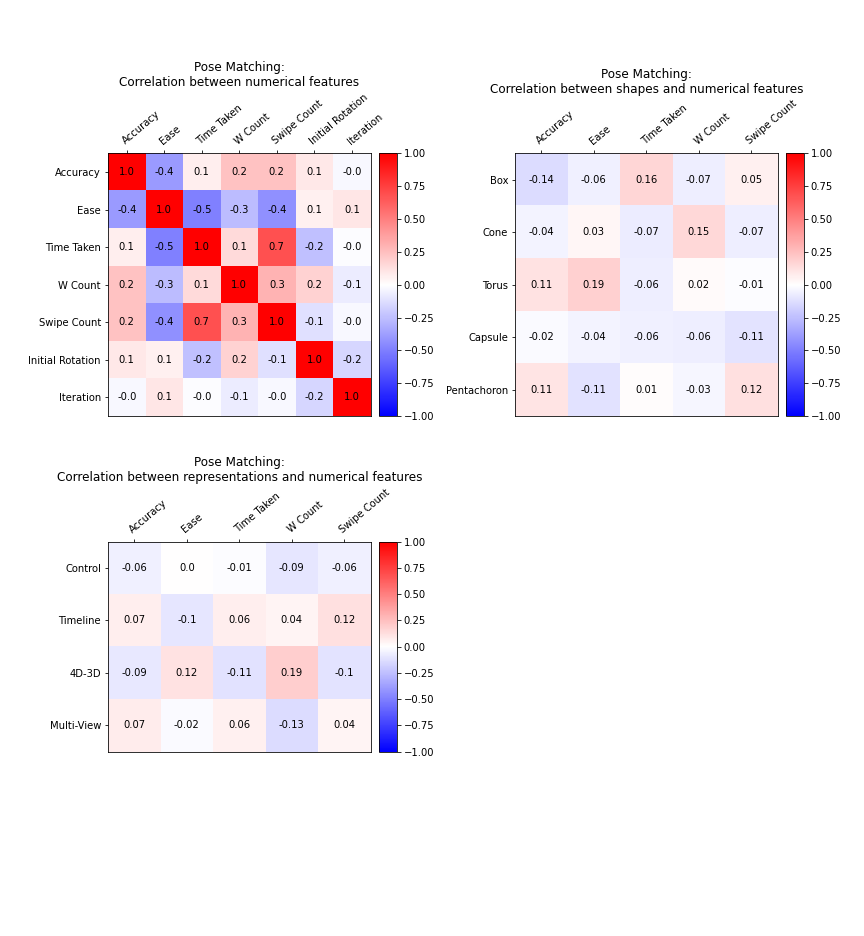 Pose Matching:
Correlation between numerical features
Accuracy Ease Time Taken W Count Swipe Count Initial Rotation Iteration
Accuracy 1.0 -0.4 0.1 0.2 0.2 0.1 -0.0
Ease -0.4 1.0 -0.5 -0.3 -0.4 0.1 0.1
Time Taken 0.1 -0.5 1.0 0.1 0.7 -0.2 -0.0
W Count 0.2 -0.3 0.1 1.0 0.3 0.2 -0.1
Swipe Count 0.2 -0.4 0.7 0.3 1.0 -0.1 -0.0
Initial Rotation 0.1 0.1 -0.2 0.2 -0.1 1.0 -0.2
Iteration -0.0 0.1 -0.0 -0.1 -0.0 -0.2 1.0
1.00
0.75
0.50
0.25
0.00
−0.25
−0.50
−0.75
−1.00
Pose Matching:
Correlation between shapes and numerical features
Accuracy Ease Time Taken W Count Swipe Count
Box -0.14 -0.06 0.16 -0.07 0.05
Cone -0.04 0.03 -0.07 0.15 -0.07
Torus 0.11 0.19 -0.06 0.02 -0.01
Capsule -0.02 -0.04 -0.06 -0.06 -0.11
Pentachoron 0.11 -0.11 0.01 -0.03 0.12
1.00
0.75
0.50
0.25
0.00
−0.25
−0.50
−0.75
−1.00
Pose Matching:
Correlation between representations and numerical features
Accuracy Ease Time Taken W Count Swipe Count
Control -0.06 0.0 -0.01 -0.09 -0.06
Timeline 0.07 -0.1 0.06 0.04 0.12
4D-3D -0.09 0.12 -0.11 0.19 -0.1
Multi-View 0.07 -0.02 0.06 -0.13 0.04
1.00
0.75
0.50
0.25
0.00
−0.25
−0.50
−0.75
−1.00